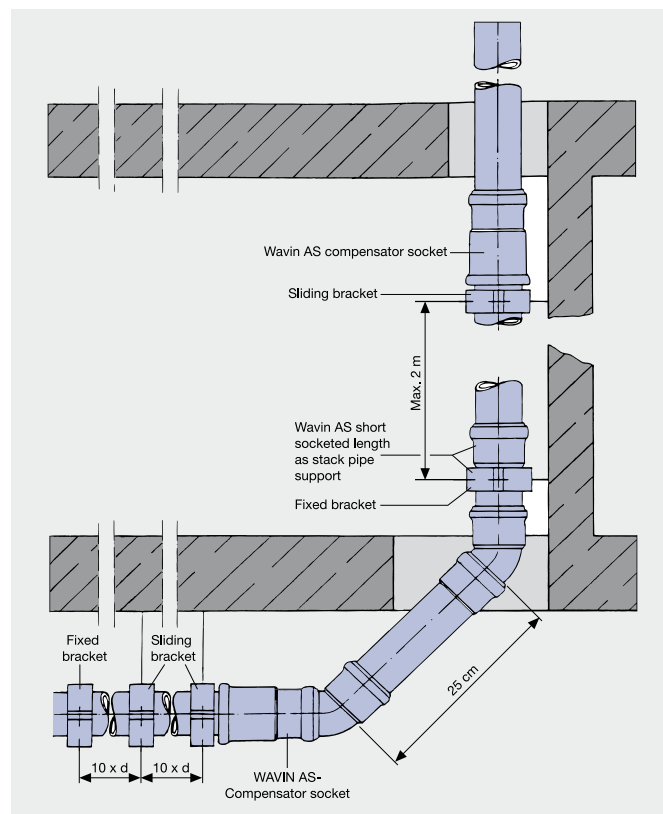 Wavin AS compensator socket
Sliding bracket
Max. 2 m
Wavin AS short
socketed length
as stack pipe
support
Fixed bracket
Fixed
bracket
Sliding
bracket
25 cm
10 x d
10 x d
WAVIN AS-
Compensator socket